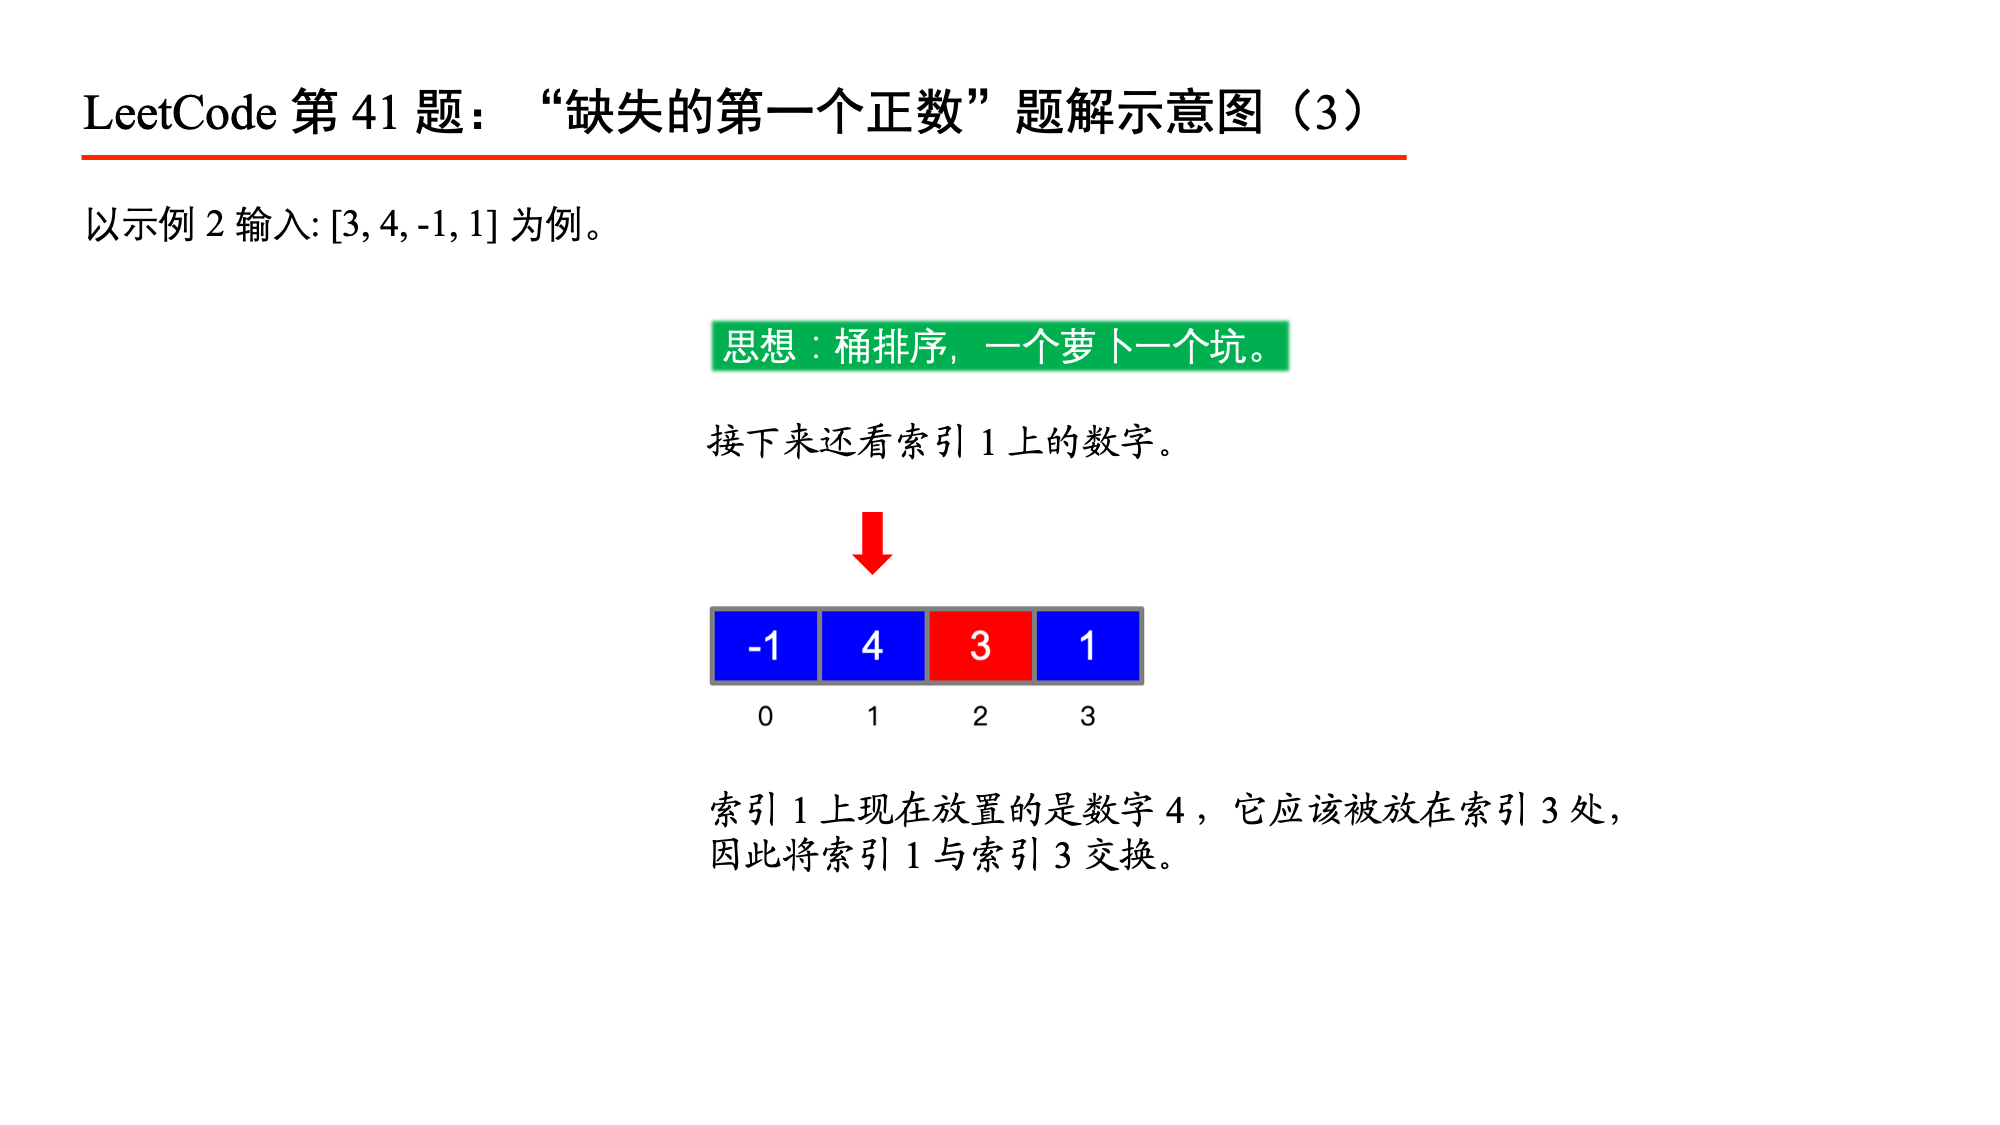 LeetCode 第 41 题：“缺失的第一个正数”题解示意图（3）
以示例 2 输入: [3, 4, -1, 1] 为例。
思想：桶排序，一个萝卜一个坑。
接下来还看索引 1 上的数字。
-1 4 3 1
0 1 2 3
索引 1 上现在放置的是数字 4 ，它应该被放在索引 3 处，
因此将索引 1 与索引 3 交换。